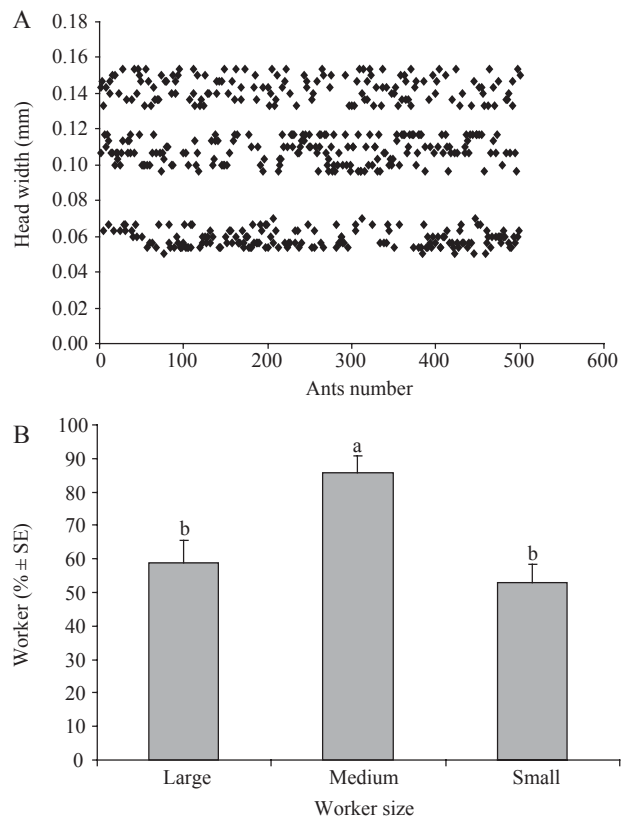 A
Head width (mm)
0.18
0.16
0.14
0.12
0.10
0.08
0.06
0.04
0.02
0.00
0 100 200 300 400 500 600
Ants number
B
Worker (% ± SE)
100
90
80
70
60
50
40
30
20
10
0
b
a
b
Large Medium Small
Worker size